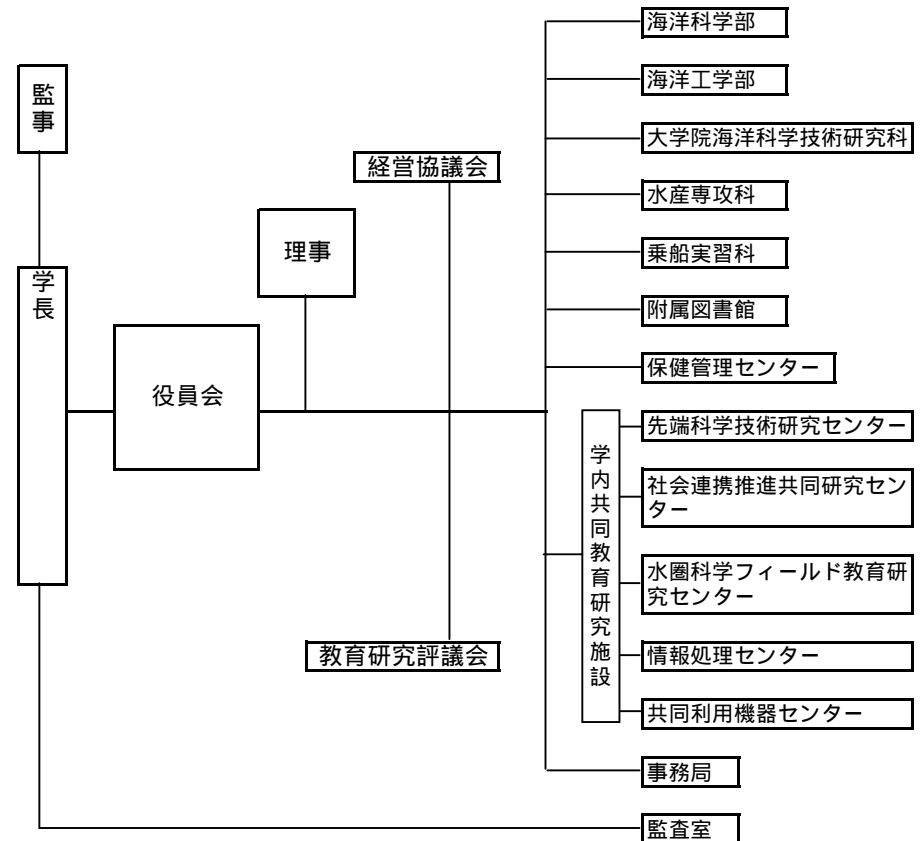 監事
学長
役員会
理事
経営協議会
教育研究評議会
海洋科学部
海洋工学部
大学院海洋科学技術研究科
水産専攻科
乗船実習科
附属図書館
保健管理センター
学内共同教育研究施設
先端科学技術研究センター
社会連携推進共同研究セン
ター
水圏科学フィールド教育研
究センター
情報処理センター
共同利用機器センター
事務局
監査室